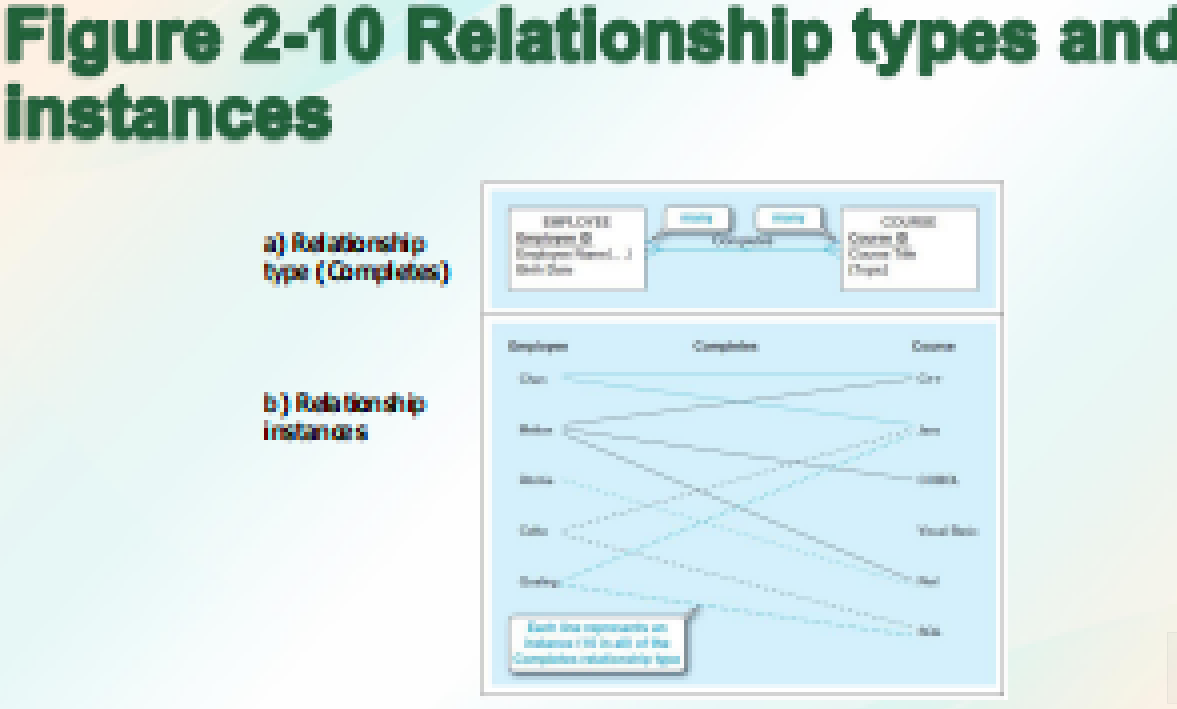 Figure 2-10 Relationship types and
instances
a) Relationship
type (Completes)
EMPLOYEE
Employee ID
Employee Name(...)
Birth Date
many
many
Completes
COURSE
Course ID
Course Title
{Topic}
b) Relationship
instances
Employee Completes Course
Chen C++
Melton Java
COBOL
Celko Visual Basic
Gosling Perl
SQL
Each line represents an
instance (10 in all) of the
Completes relationship type